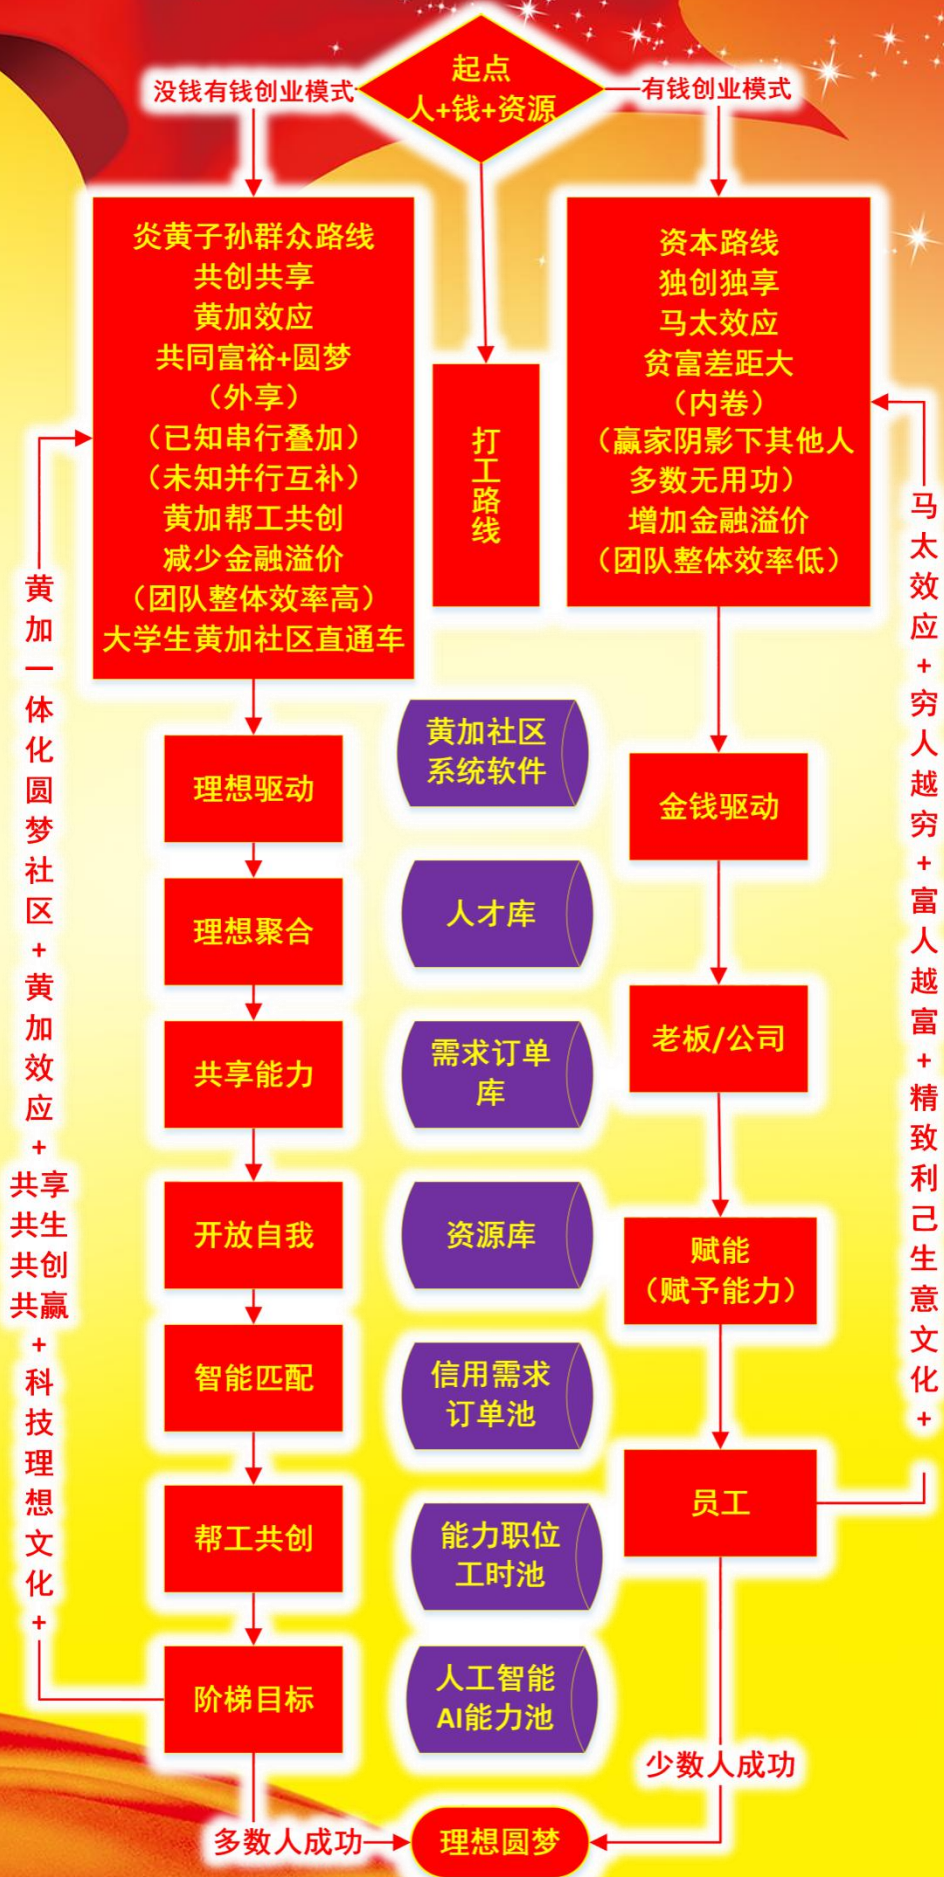 起点
人+钱+资源
没钱有钱创业模式
有钱创业模式
炎黄子孙群众路线
共创共享
黄加效应
共同富裕+圆梦
（外享）
（已知串行叠加）
（未知并行互补）
黄加帮工共创
减少金融溢价
（团队整体效率高）
大学生黄加社区直通车
打工路线
资本路线
独创独享
马太效应
贫富差距大
（内卷）
（赢家阴影下其他人
多数无用功）
增加金融溢价
（团队整体效率低）
黄加一体化圆梦社区+黄加效应+共享
共生
共创
共赢+科技理想文化+
理想驱动
理想聚合
共享能力
开放自我
智能匹配
帮工共创
阶梯目标
黄加社区
系统软件
人才库
需求订单
库
资源库
信用需求
订单池
能力职位
工时池
人工智能
AI能力池
金钱驱动
老板/公司
赋能
（赋予能力）
员工
马太效应+穷人越穷+富人越富+精致利己生意文化+
多数人成功
少数人成功
理想圆梦